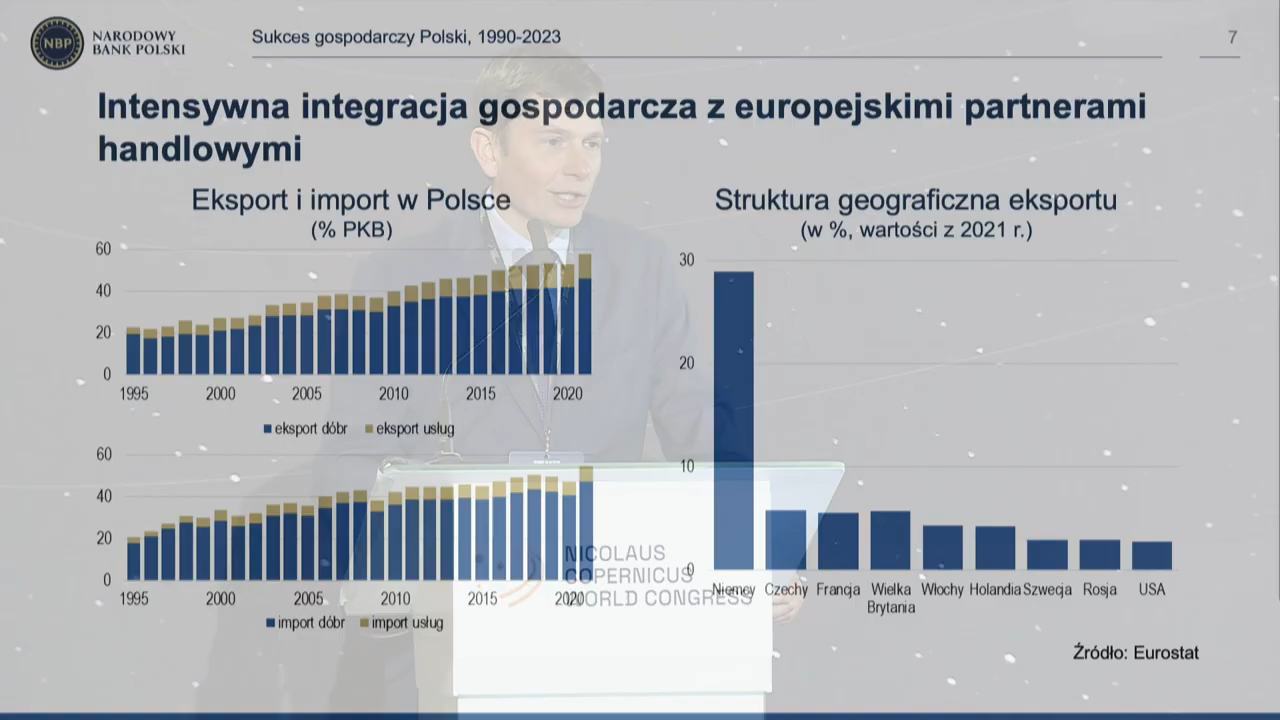 NBP
NARODOWY
BANK POLSKI
Sukces gospodarczy Polski, 1990-2023
7
Intensywna integracja gospodarcza z europejskimi partnerami
handlowymi
Eksport i import w Polsce
(% PKB)
60
40
20
0
1995 2000 2005 2010 2015 2020
eksport dóbr eksport usług
60
40
20
0
1995 2000 2005 2010 2015 2020
import dóbr import usług
Struktura geograficzna eksportu
(w %, wartości z 2021 r.)
30
20
10
0
Niemcy Czechy Francja Wielka Brytania Włochy Holandia Szwecja Rosja USA
Źródło: Eurostat
NICOLAUS
COPERNICUS
WORLD CONGRESS